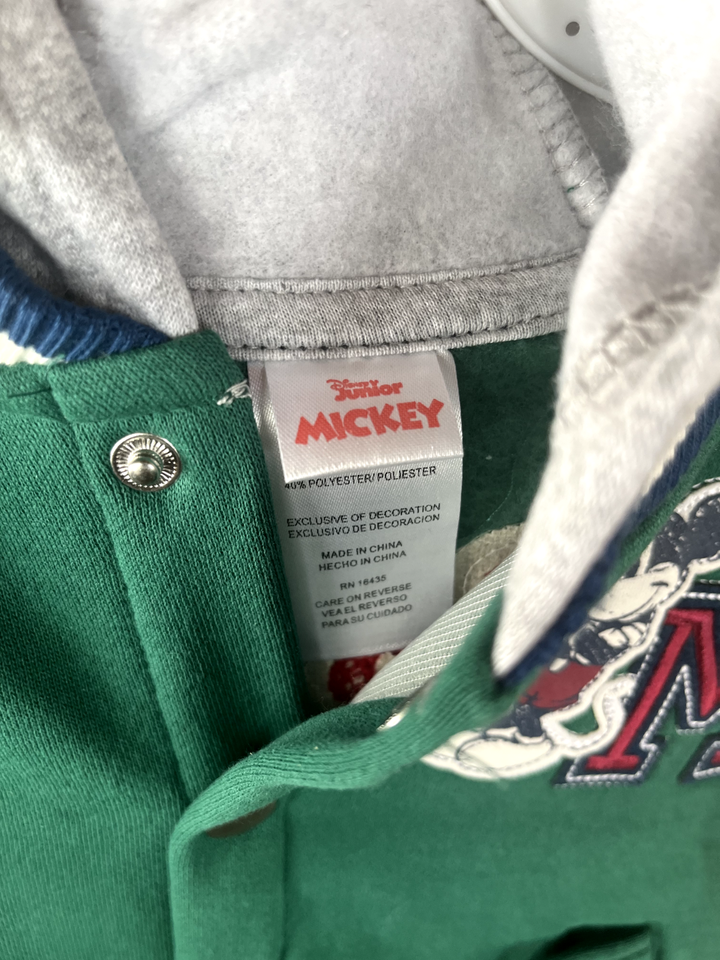 Disney
Junior
MICKEY
40% POLYESTER/ POLIESTER
EXCLUSIVE OF DECORATION
EXCLUSIVO DE DECORACION
MADE IN CHINA
HECHO IN CHINA
RN 16435
CARE ON REVERSE
VEA EL REVERSO
PARA SU CUIDADO
M